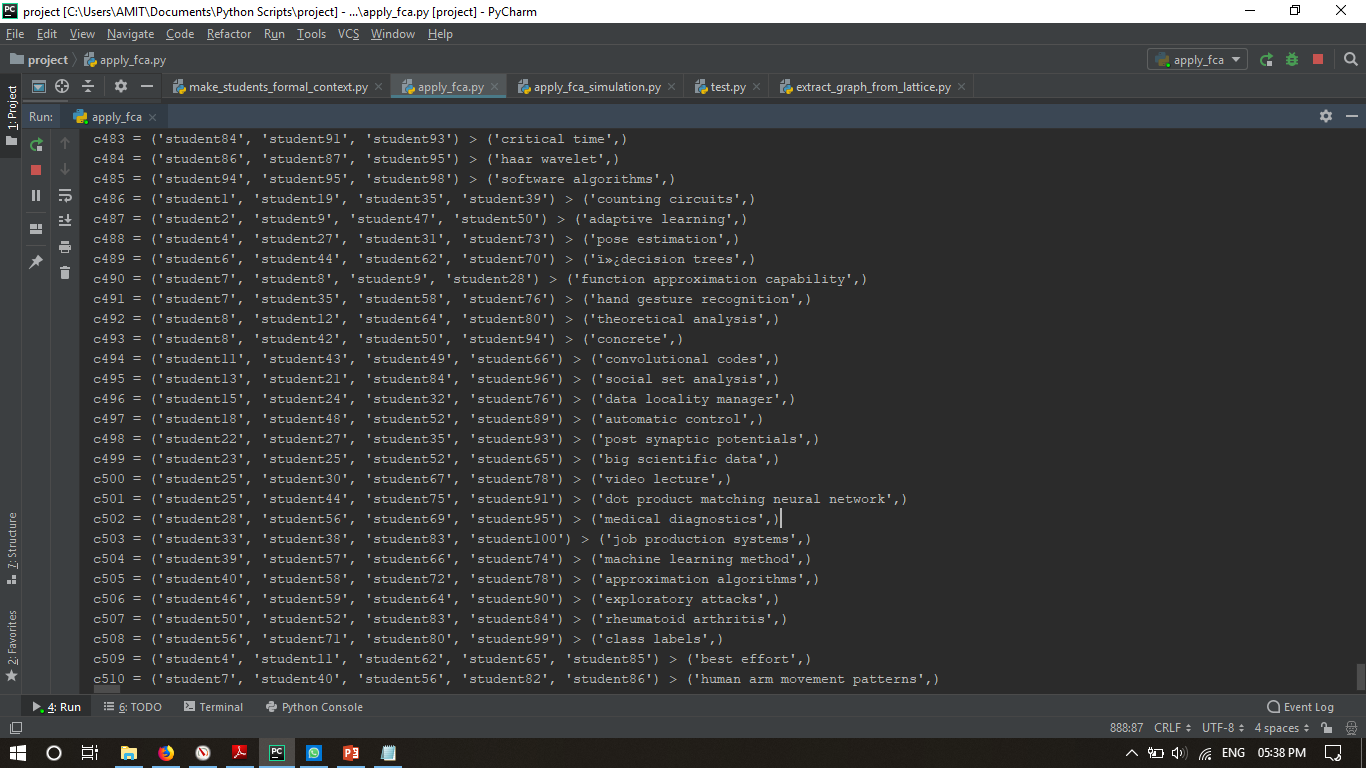 project [C:\Users\AMIT\Documents\Python Scripts\project] - ...\apply_fca.py [project] - PyCharm
File Edit View Navigate Code Refactor Run Tools VCS Window Help
project apply_fca.py apply_fca
1: Project make_students_formal_context.py apply_fca.py apply_fca_simulation.py test.py extract_graph_from_lattice.py
Run: apply_fca
c483 = ('student84', 'student91', 'student93') > ('critical time',)
c484 = ('student86', 'student87', 'student95') > ('haar wavelet',)
c485 = ('student94', 'student95', 'student98') > ('software algorithms',)
c486 = ('student1', 'student19', 'student35', 'student39') > ('counting circuits',)
c487 = ('student2', 'student9', 'student47', 'student50') > ('adaptive learning',)
c488 = ('student4', 'student27', 'student31', 'student73') > ('pose estimation',)
c489 = ('student6', 'student44', 'student62', 'student70') > ('ï»¿decision trees',)
c490 = ('student7', 'student8', 'student9', 'student28') > ('function approximation capability',)
c491 = ('student7', 'student35', 'student58', 'student76') > ('hand gesture recognition',)
c492 = ('student8', 'student12', 'student64', 'student80') > ('theoretical analysis',)
c493 = ('student8', 'student42', 'student50', 'student94') > ('concrete',)
c494 = ('student11', 'student43', 'student49', 'student66') > ('convolutional codes',)
c495 = ('student13', 'student21', 'student84', 'student96') > ('social set analysis',)
c496 = ('student15', 'student24', 'student32', 'student76') > ('data locality manager',)
c497 = ('student18', 'student48', 'student52', 'student89') > ('automatic control',)
c498 = ('student22', 'student27', 'student35', 'student93') > ('post synaptic potentials',)
c499 = ('student23', 'student25', 'student52', 'student65') > ('big scientific data',)
c500 = ('student25', 'student30', 'student67', 'student78') > ('video lecture',)
c501 = ('student25', 'student44', 'student75', 'student91') > ('dot product matching neural network',)
c502 = ('student28', 'student56', 'student69', 'student95') > ('medical diagnostics',)
c503 = ('student33', 'student38', 'student83', 'student100') > ('job production systems',)
c504 = ('student39', 'student57', 'student66', 'student74') > ('machine learning method',)
c505 = ('student40', 'student58', 'student72', 'student78') > ('approximation algorithms',)
c506 = ('student46', 'student59', 'student64', 'student90') > ('exploratory attacks',)
c507 = ('student50', 'student52', 'student83', 'student84') > ('rheumatoid arthritis',)
c508 = ('student56', 'student71', 'student80', 'student99') > ('class labels',)
c509 = ('student4', 'student11', 'student62', 'student65', 'student85') > ('best effort',)
c510 = ('student7', 'student40', 'student56', 'student82', 'student86') > ('human arm movement patterns',)
7: Structure
2: Favorites
4: Run 6: TODO Terminal Python Console Event Log
888:87 CRLF UTF-8 4 spaces
ENG 05:38 PM